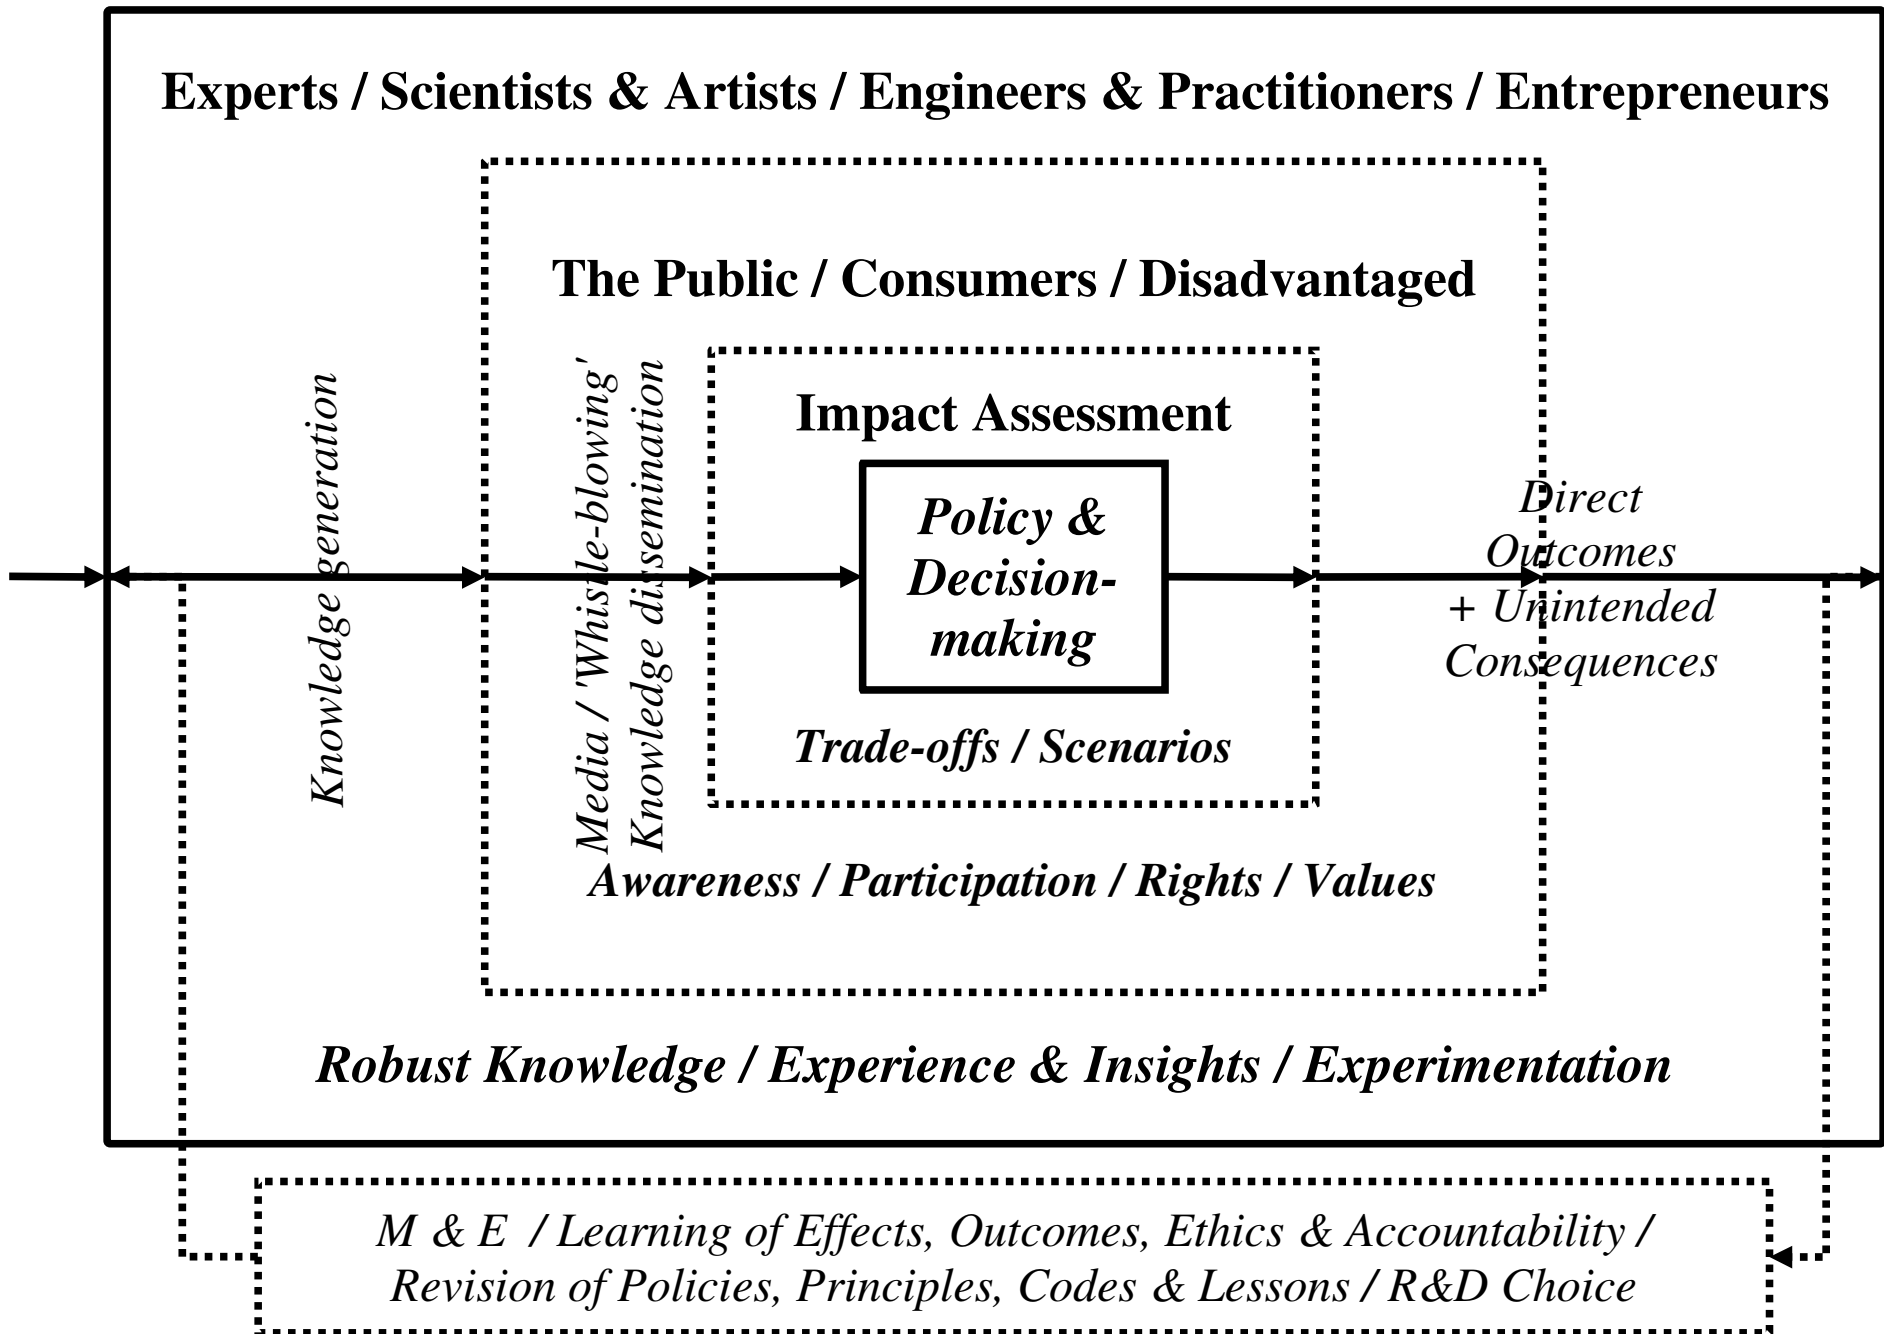 Experts / Scientists & Artists / Engineers & Practitioners / Entrepreneurs
The Public / Consumers / Disadvantaged
Knowledge generation
Media / 'Whistle-blowing'
Knowledge dissemination
Impact Assessment
Policy &
Decision-
making
Trade-offs / Scenarios
Direct
Outcomes
+ Unintended
Consequences
Awareness / Participation / Rights / Values
Robust Knowledge / Experience & Insights / Experimentation
M & E / Learning of Effects, Outcomes, Ethics & Accountability /
Revision of Policies, Principles, Codes & Lessons / R&D Choice